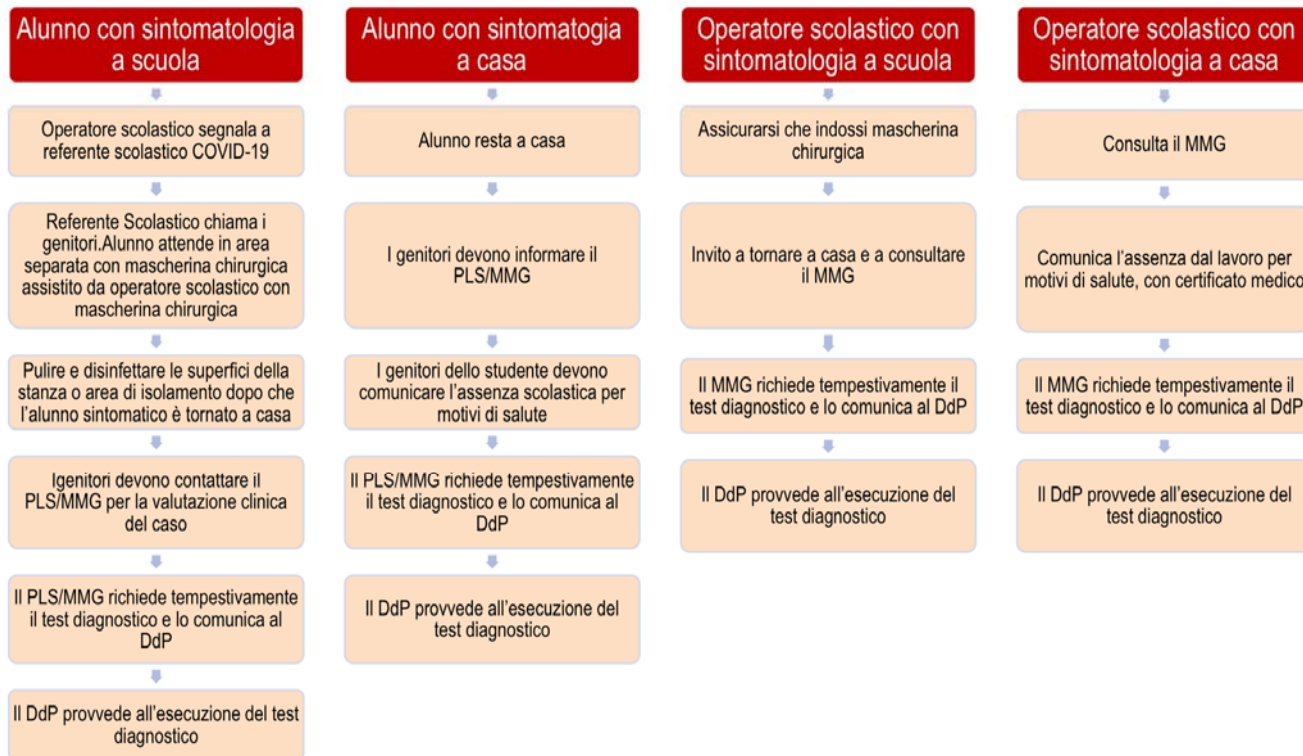 Alunno con sintomatologia
a scuola
Operatore scolastico segnala a
referente scolastico COVID-19
Referente Scolastico chiama i
genitori.Alunno attende in area
separata con mascherina chirurgica
assistito da operatore scolastico con
mascherina chirurgica
Pulire e disinfettare le superfici della
stanza o area di isolamento dopo che
l'alunno sintomatico è tornato a casa
Igenitori devono contattare il
PLS/MMG per la valutazione clinica
del caso
Il PLS/MMG richiede tempestivamente
il test diagnostico e lo comunica al
DdP
Il DdP provvede all'esecuzione del test
diagnostico
Alunno con sintomatogia
a casa
Alunno resta a casa
I genitori devono informare il
PLS/MMG
I genitori dello studente devono
comunicare l'assenza scolastica per
motivi di salute
Il PLS/MMG richiede tempestivamente
il test diagnostico e lo comunica al
DdP
Il DdP provvede all'esecuzione del
test diagnostico
Operatore scolastico con
sintomatologia a scuola
Assicurarsi che indossi mascherina
chirurgica
Invito a tornare a casa e a consultare
il MMG
Il MMG richiede tempestivamente il
test diagnostico e lo comunica al DdP
Il DdP provvede all'esecuzione del
test diagnostico
Operatore scolastico con
sintomatologia a casa
Consulta il MMG
Comunica l'assenza dal lavoro per
motivi di salute, con certificato medico
Il MMG richiede tempestivamente il
test diagnostico e lo comunica al DdP
Il DdP provvede all'esecuzione del
test diagnostico